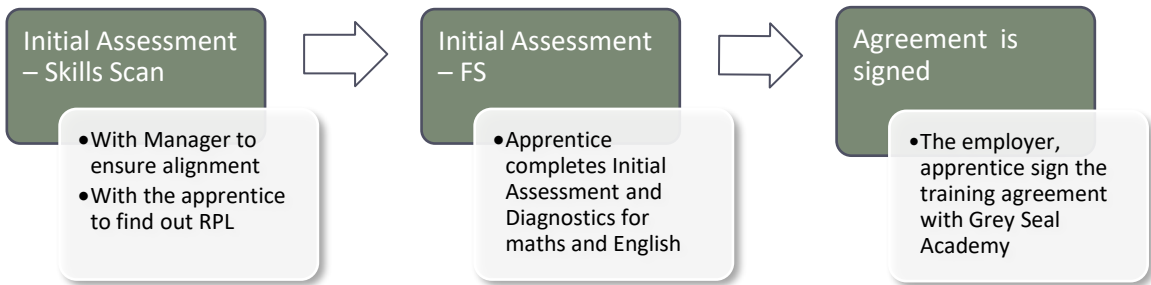 Initial Assessment
– Skills Scan
•With Manager to
ensure alignment
•With the apprentice
to find out RPL
Initial Assessment
– FS
•Apprentice
completes Initial
Assessment and
Diagnostics for
maths and English
Agreement is
signed
•The employer,
apprentice sign the
training agreement
with Grey Seal
Academy